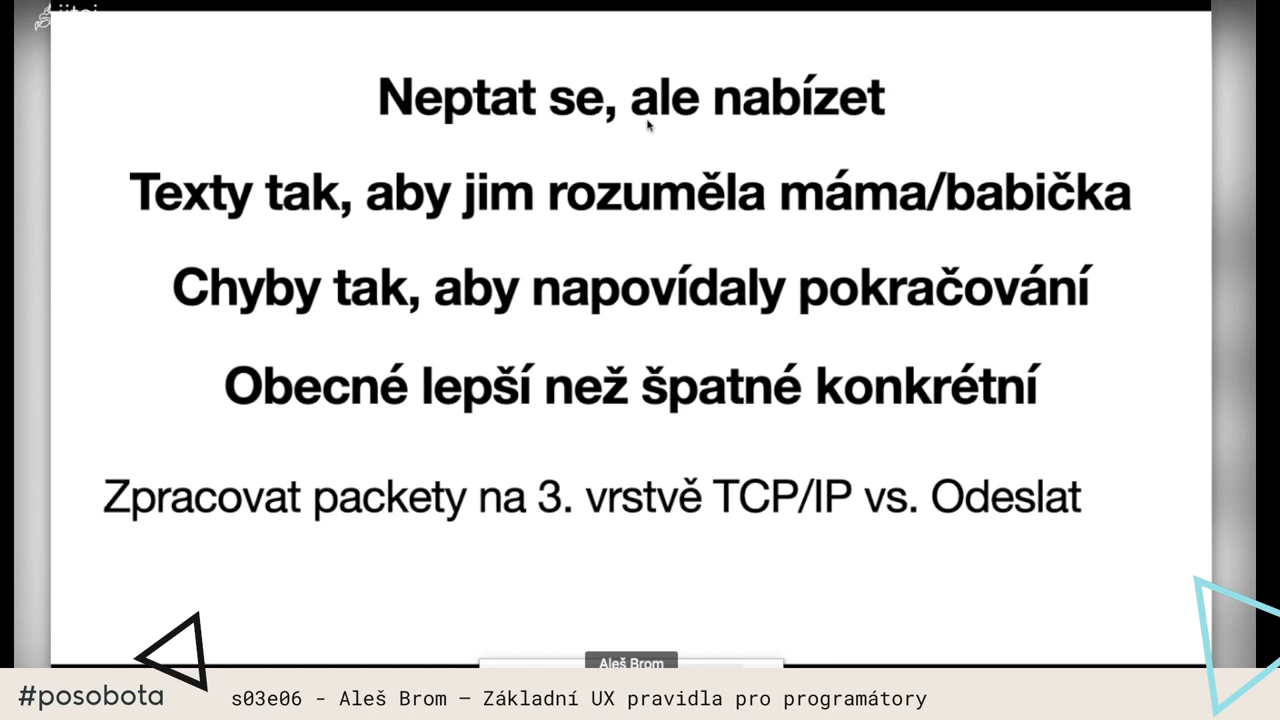 Neptat se, ale nabízet
Texty tak, aby jim rozuměla máma/babička
Chyby tak, aby napovídaly pokračování
Obecné lepší než špatné konkrétní
Zpracovat packety na 3. vrstvě TCP/IP vs. Odeslat
Aleš Brom
#posobota
s03e06 - Aleš Brom – Základní UX pravidla pro programátory